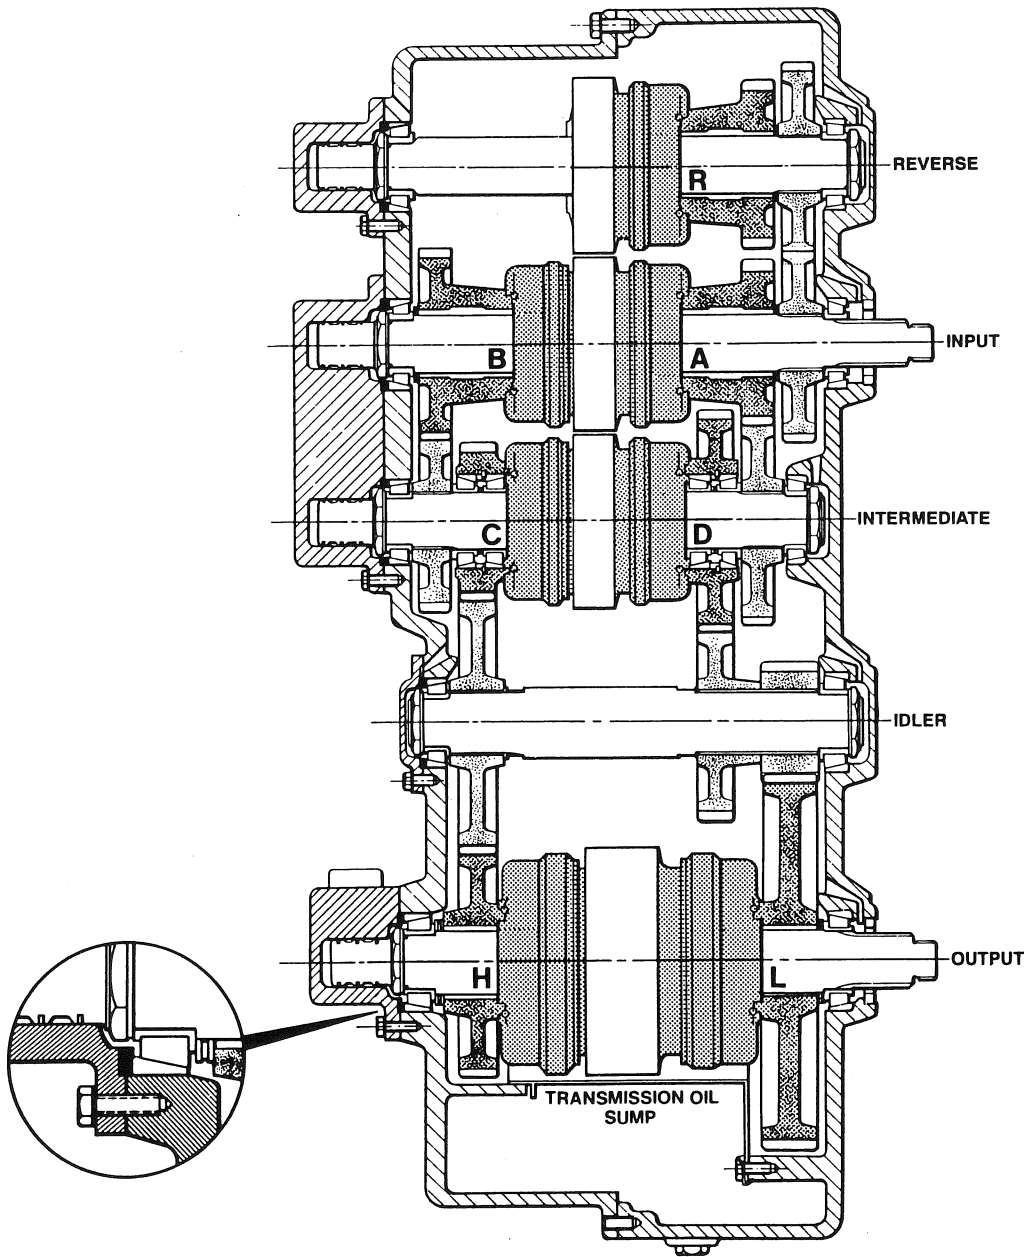 REVERSE
R
INPUT
B
A
INTERMEDIATE
C
D
IDLER
OUTPUT
H
L
TRANSMISSION OIL
SUMP